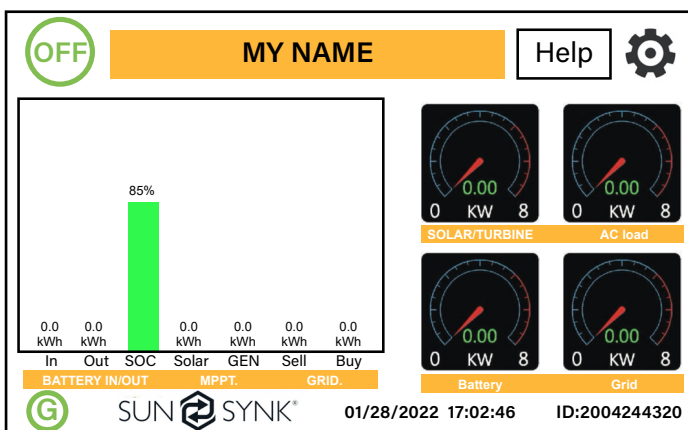 OFF
MY NAME
Help
85%
0.0 0.0 0.0 0.0 0.0 0.0
kWh kWh kWh kWh kWh kWh
In Out SOC Solar GEN Sell Buy
BATTERY IN/OUT MPPT. GRID.
0.00
0 KW 8
SOLAR/TURBINE
0.00
0 KW 8
AC load
0.00
0 KW 8
Battery
0.00
0 KW 8
Grid
G
SUN SYNK®
01/28/2022 17:02:46
ID:2004244320